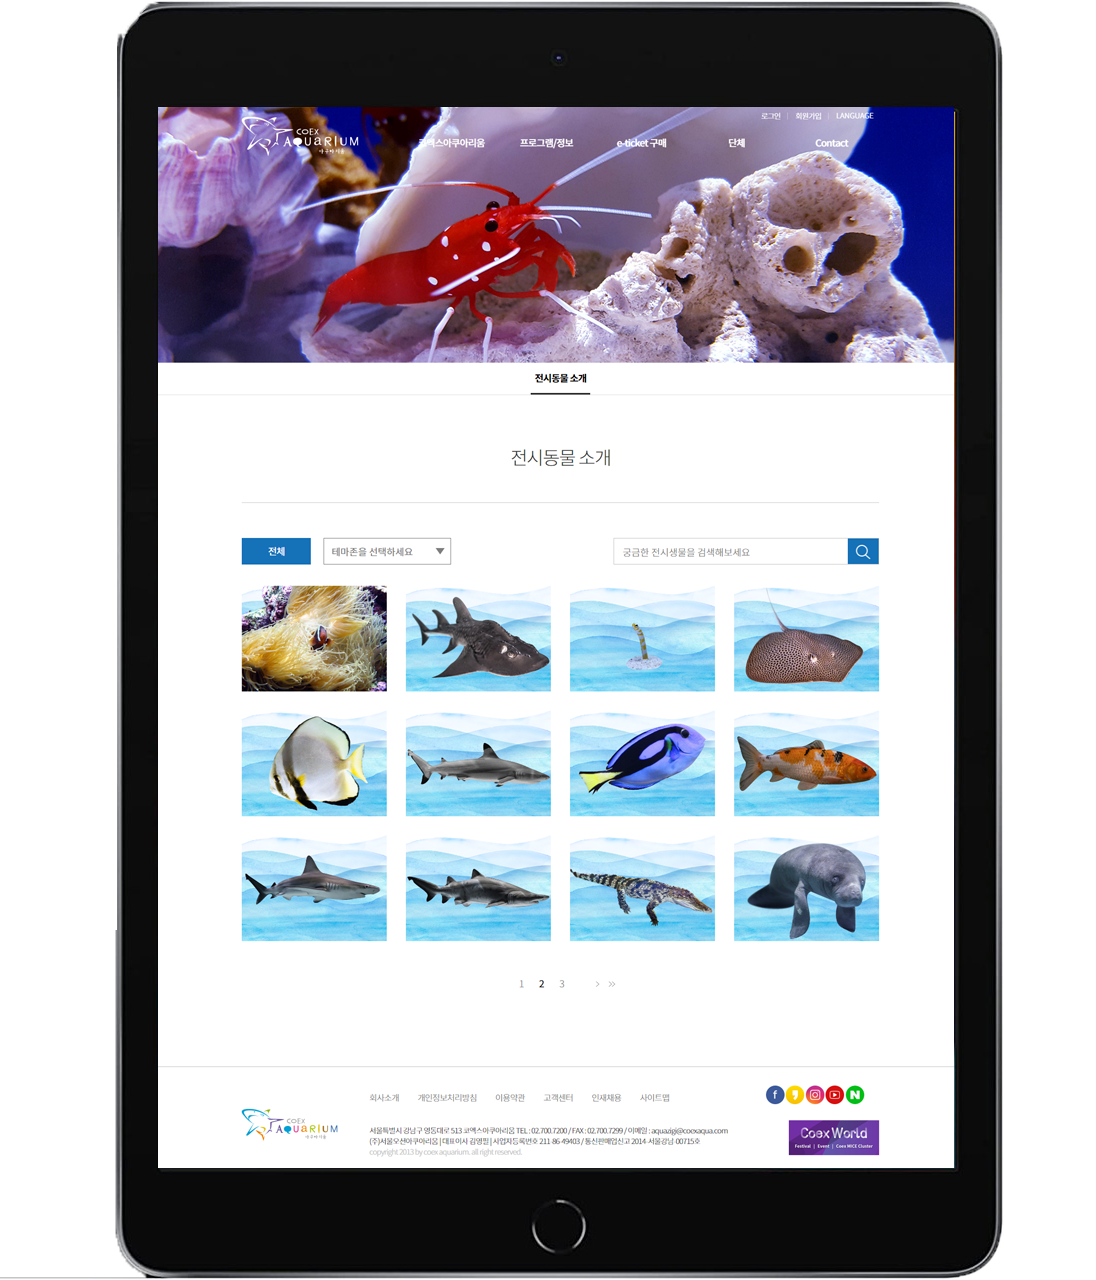 로그인 | 회원가입 | LANGUAGE
COEX
AQUARIUM
아쿠아리움
코엑스아쿠아리움 프로그램/정보 e-ticket 구매 단체 Contact
전시동물 소개
전시동물 소개
전체 테마존을 선택하세요 궁금한 전시생물을 검색해보세요
1 2 3 > >>
회사소개 개인정보처리방침 이용약관 고객센터 인재채용 사이트맵
COEX
AQUARIUM
아쿠아리움
서울특별시 강남구 영동대로 513 코엑스아쿠아리움 TEL : 02.700.7200 / FAX : 02.700.7299 / 이메일 : aquazigi@coexaqua.com
(주)서울오션아쿠아리움 | 대표이사 김영필 | 사업자등록번호 211-86-49403 / 통신판매업신고 2014-서울강남-00715호
copyright 2013 by coex aquarium. all right reserved.
Coex World
Festival | Event | Coex MICE Cluster